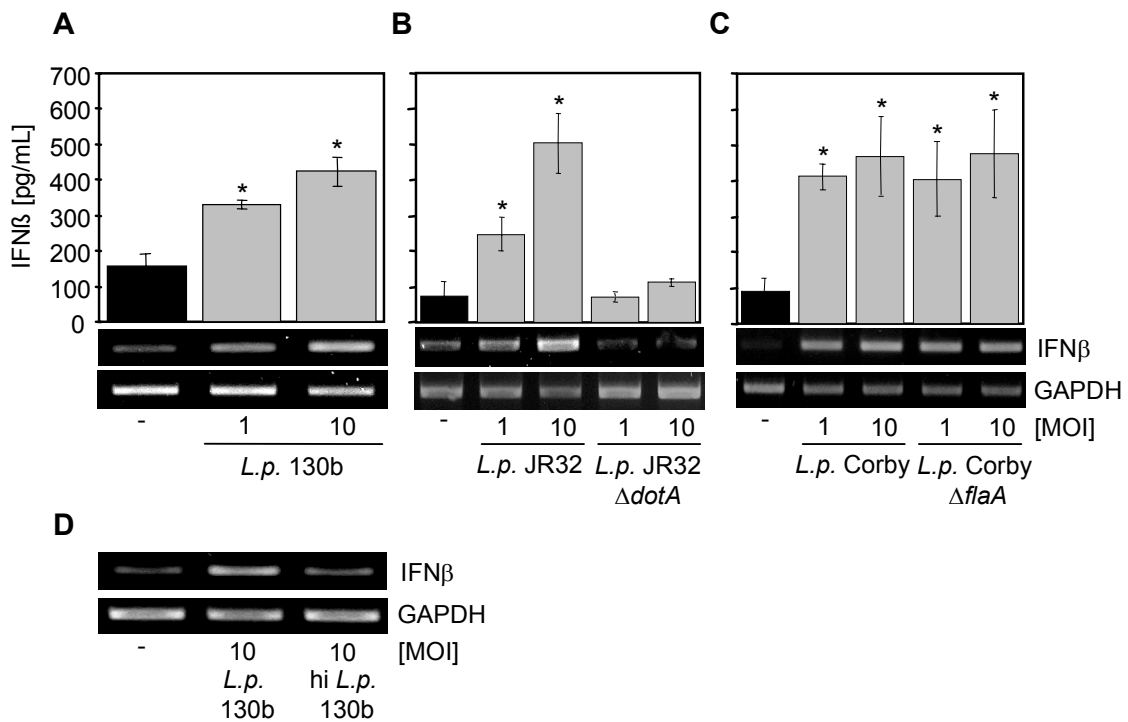 A
B
C
IFNß [pg/mL]
700
600
500
400
300
200
100
0
*
*
*
*
*
*
*
*
IFNβ
GAPDH
- 1 10 - 1 10 1 10 - 1 10 1 10 [MOI]
L.p. 130b L.p. JR32 L.p. JR32 L.p. Corby L.p. Corby
ΔdotA ΔflaA
D
IFNβ
GAPDH
- 10 10 [MOI]
L.p. hi L.p.
130b 130b